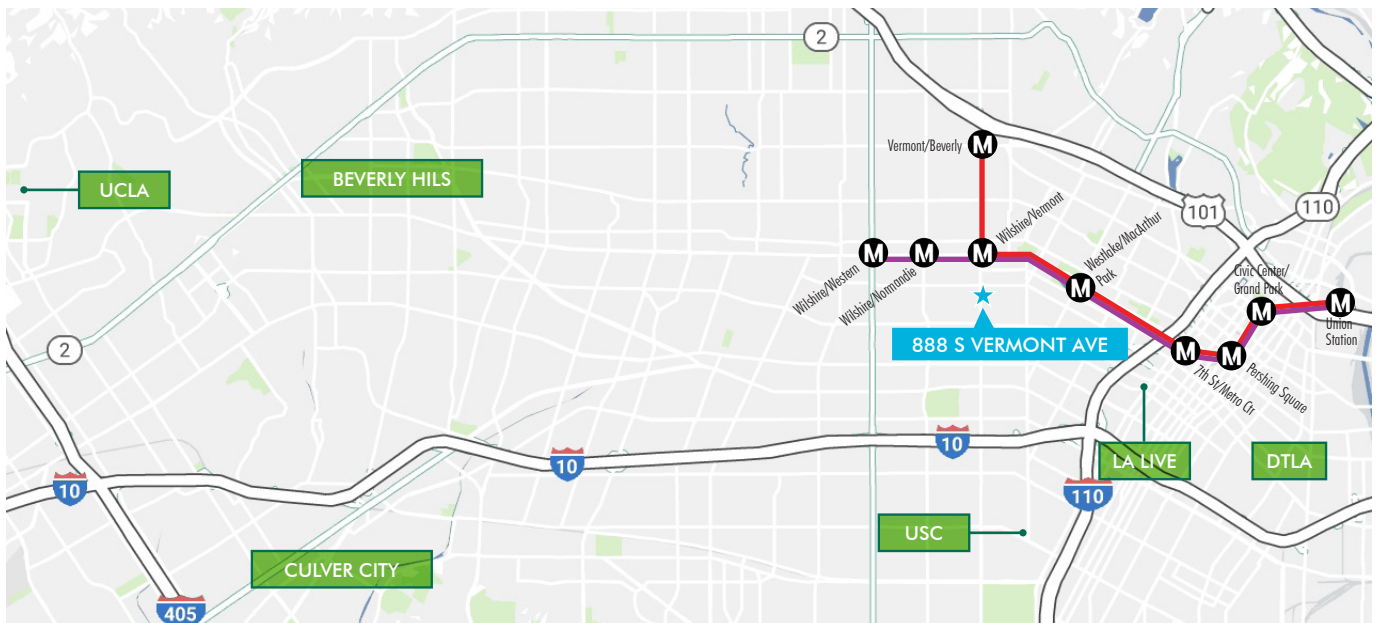 2
Vermont/Beverly
M
UCLA
BEVERLY HILS
101
110
Wilshire/Vermont
M
M
M
Wilshire/Western
Wilshire/Normandie
Westlake/MacArthur
Park
M
Civic Center/
Grand Park
M
M
Union
Station
888 S VERMONT AVE
2
M
M
7th St/Metro Ctr
Pershing Square
10
10
10
LA LIVE
DTLA
110
USC
CULVER CITY
405